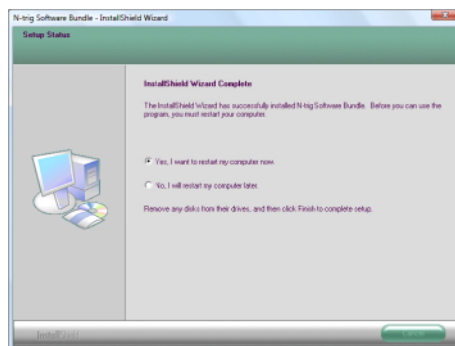 N-trig Software Bundle - InstallShield Wizard
Setup Status
InstallShield Wizard Complete
The InstallShield Wizard has successfully installed N-trig Software Bundle. Before you can use the
program, you must restart your computer.
Yes, I want to restart my computer now.
No, I will restart my computer later.
Remove any disks from their drives, and then click Finish to complete setup.
InstallShield
Cancel